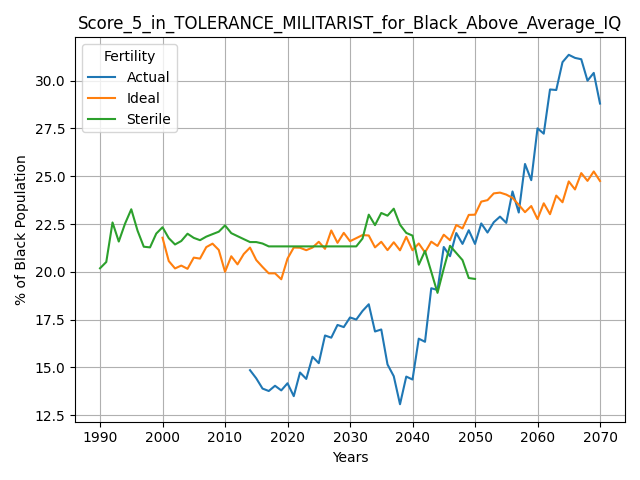 Score_5_in_TOLERANCE_MILITARIST_for_Black_Above_Average_IQ
Fertility
Actual
Ideal
Sterile
% of Black Population
30.0
27.5
25.0
22.5
20.0
17.5
15.0
12.5
1990 2000 2010 2020 2030 2040 2050 2060 2070
Years